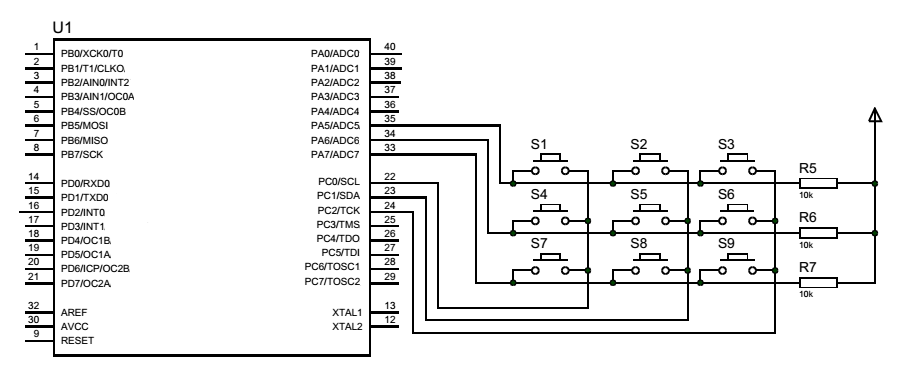 U1
1 PB0/XCK0/T0 PA0/ADC0 40
2 PB1/T1/CLKO. PA1/ADC1 39
3 PB2/AIN0/INT2 PA2/ADC2 38
4 PB3/AIN1/OC0A PA3/ADC3 37
5 PB4/SS/OC0B PA4/ADC4 36
6 PB5/MOSI PA5/ADC5 35
7 PB6/MISO PA6/ADC6 34
8 PB7/SCK PA7/ADC7 33
14 PD0/RXD0 PC0/SCL 22
15 PD1/TXD0 PC1/SDA 23
16 PD2/INT0 PC2/TCK 24
17 PD3/INT1 PC3/TMS 25
18 PD4/OC1B PC4/TDO 26
19 PD5/OC1A PC5/TDI 27
20 PD6/ICP/OC2B PC6/TOSC1 28
21 PD7/OC2A PC7/TOSC2 29
32 AREF XTAL1 13
30 AVCC XTAL2 12
9 RESET
S1 S2 S3
R5
10k
S4 S5 S6
R6
10k
S7 S8 S9
R7
10k